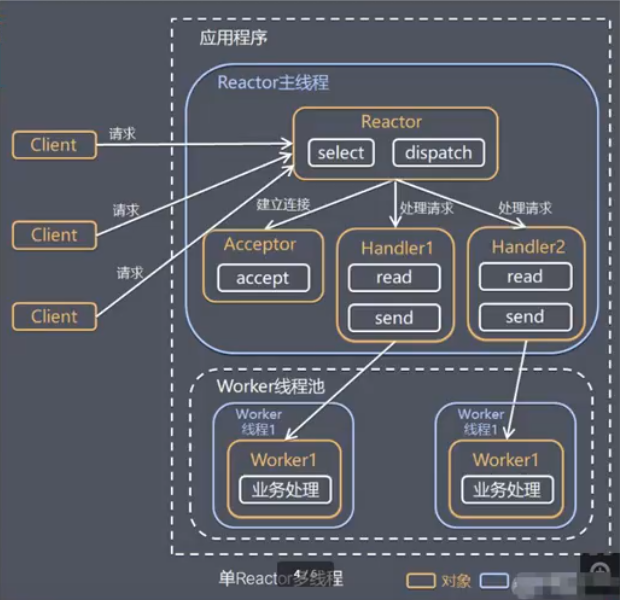 应用程序
Reactor主线程
Reactor
select
dispatch
Client
请求
Client
请求
Client
请求
建立连接
处理请求
处理请求
Acceptor
accept
Handler1
read
send
Handler2
read
send
Worker线程池
Worker
线程1
Worker1
业务处理
Worker
线程1
Worker1
业务处理
单Reactor多线程
4/6
对象